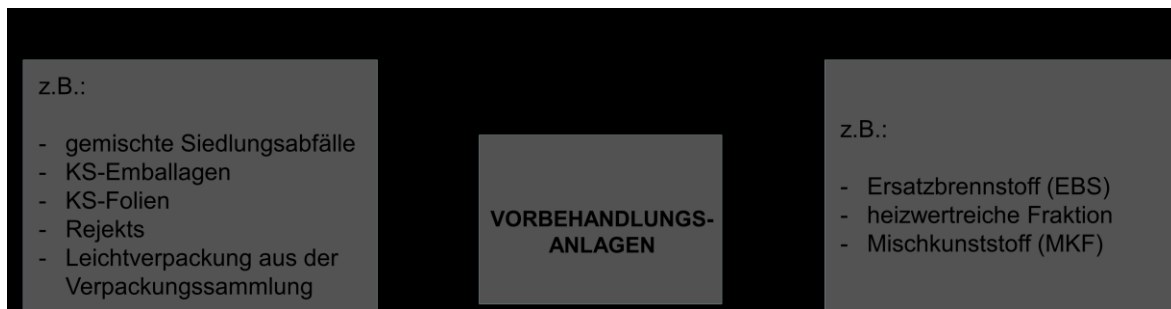 z.B.:
- gemischte Siedlungsabfälle
- KS-Emballagen
- KS-Folien
- Rejekts
- Leichtverpackung aus der
Verpackungssammlung
VORBEHANDLUNGS-
ANLAGEN
z.B.:
- Ersatzbrennstoff (EBS)
- heizwertreiche Fraktion
- Mischkunststoff (MKF)